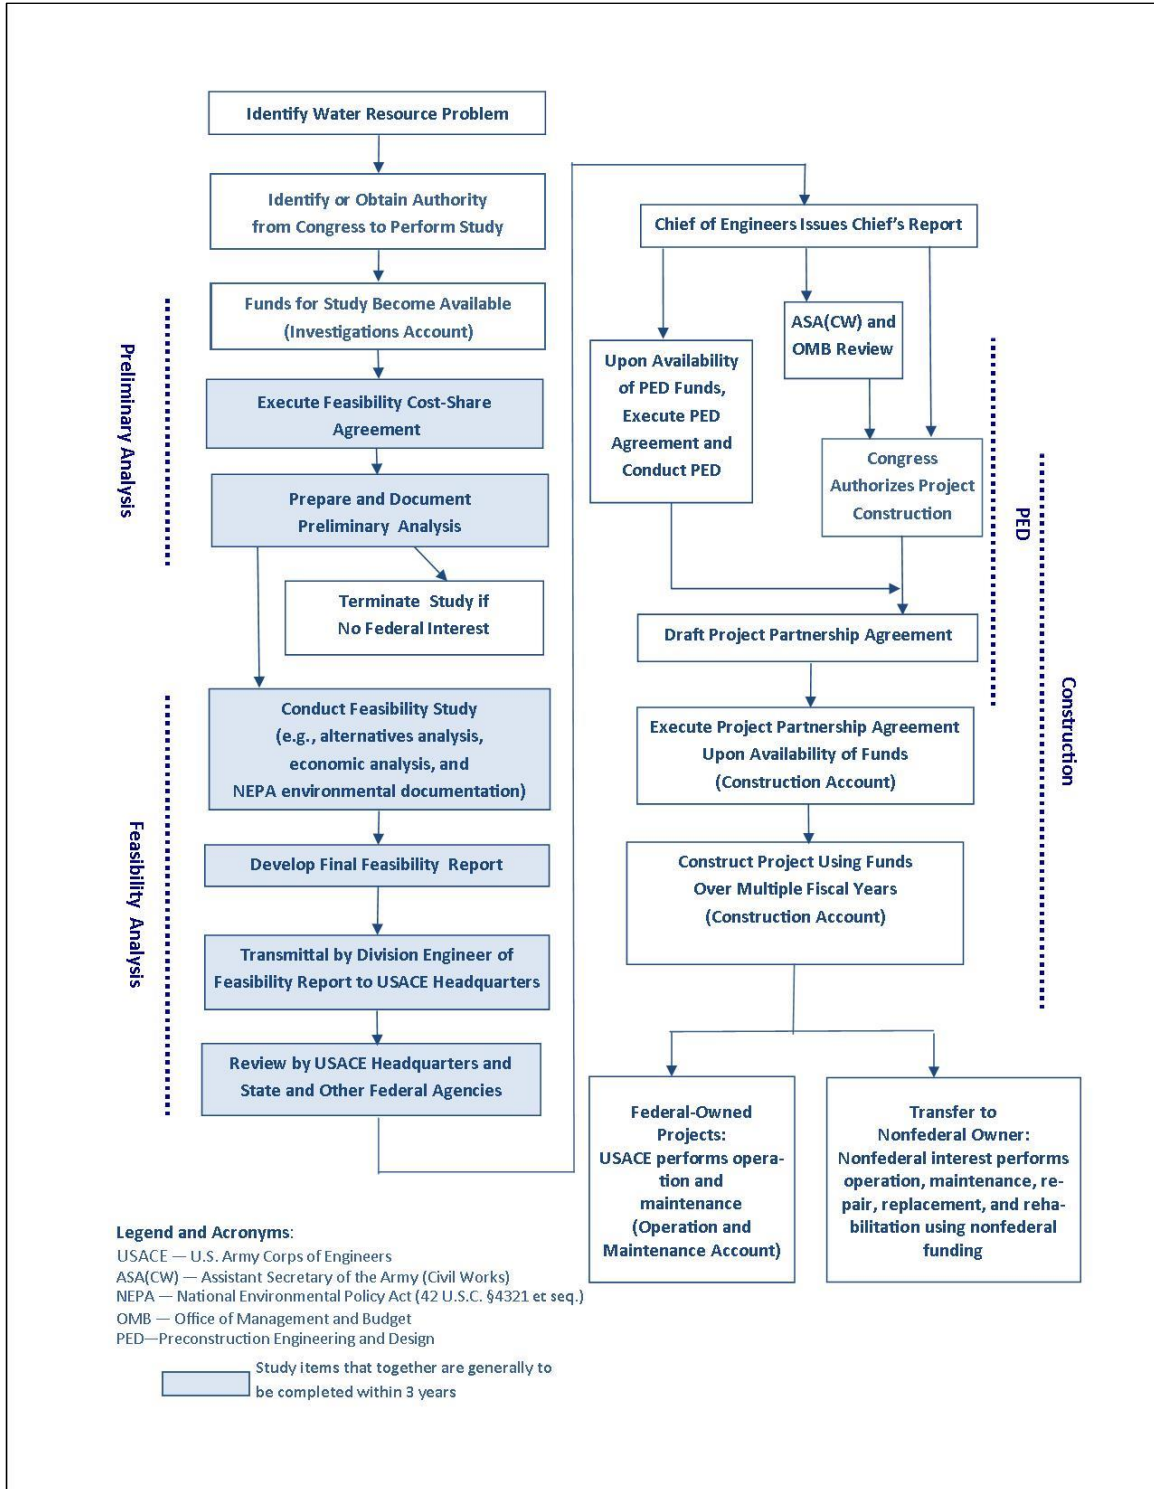 Identify Water Resource Problem
Identify or Obtain Authority
from Congress to Perform Study
Funds for Study Become Available
(Investigations Account)
Execute Feasibility Cost-Share
Agreement
Prepare and Document
Preliminary Analysis
Terminate Study if
No Federal Interest
Conduct Feasibility Study
(e.g., alternatives analysis,
economic analysis, and
NEPA environmental documentation)
Develop Final Feasibility Report
Transmittal by Division Engineer of
Feasibility Report to USACE Headquarters
Review by USACE Headquarters and
State and Other Federal Agencies
Preliminary Analysis
Feasibility Analysis
Chief of Engineers Issues Chief's Report
ASA(CW) and
OMB Review
Upon Availability
of PED Funds,
Execute PED
Agreement and
Conduct PED
Congress
Authorizes Project
Construction
Draft Project Partnership Agreement
Execute Project Partnership Agreement
Upon Availability of Funds
(Construction Account)
Construct Project Using Funds
Over Multiple Fiscal Years
(Construction Account)
PED
Construction
Federal-Owned
Projects:
USACE performs opera-
tion and
maintenance
(Operation and
Maintenance Account)
Transfer to
Nonfederal Owner:
Nonfederal interest performs
operation, maintenance, re-
pair, replacement, and reha-
bilitation using nonfederal
funding
Legend and Acronyms:
USACE — U.S. Army Corps of Engineers
ASA(CW) — Assistant Secretary of the Army (Civil Works)
NEPA — National Environmental Policy Act (42 U.S.C. §4321 et seq.)
OMB — Office of Management and Budget
PED—Preconstruction Engineering and Design
Study items that together are generally to
be completed within 3 years